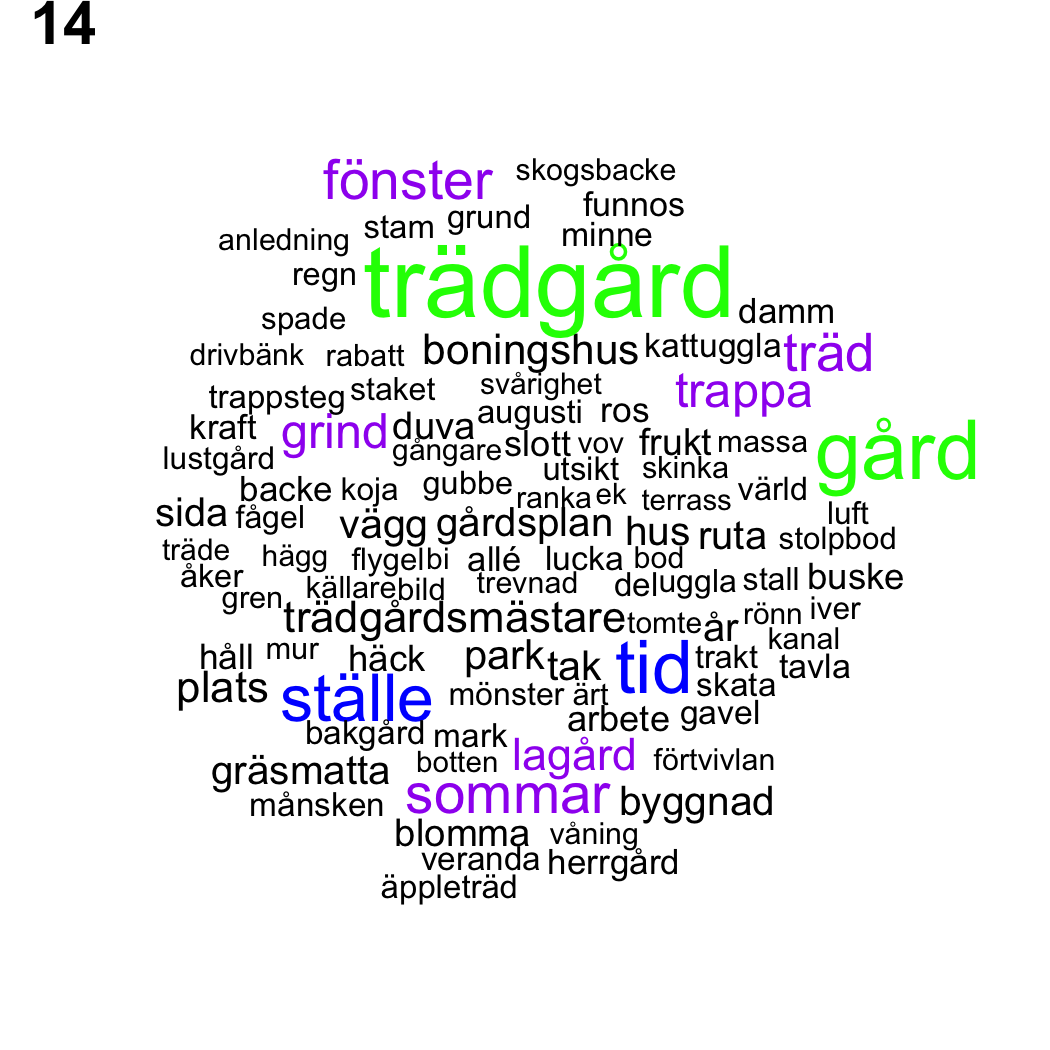 14
fönster skogsbacke
funnos
stam grund
anledning minne
regn trädgård
spade damm
drivbänk rabatt boningshus kattuggla träd
trappsteg staket svårighet trappa
kraft grind duva augusti ros
lustgård gångare slott vov frukt massa gård
utsikt skinka
backe koja gubbe ranka ek terrass värld
sida fågel vägg gårdsplan hus ruta luft
stolpbod
träde hägg flygel bi allé lucka bod
åker källare bild trevnad del uggla stall buske
gren trädgårdsmästare tomte år rönn iver
kanal
håll mur häck park tak tid trakt tavla
plats ställe mönster ärt skata
arbete gavel
bakgård mark
gräsmatta botten lagård förtvivlan
månsken sommar byggnad
blomma våning
veranda herrgård
äppleträd